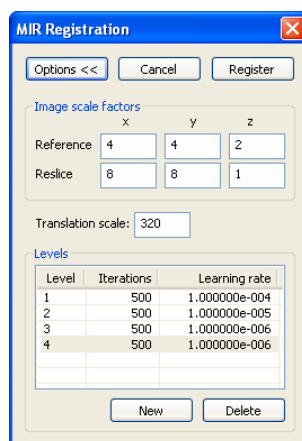 MIR Registration
Options << Cancel Register
Image scale factors
x y z
Reference 4 4 2
Reslice 8 8 1
Translation scale: 320
Levels
Level Iterations Learning rate
1 500 1.000000e-004
2 500 1.000000e-005
3 500 1.000000e-006
4 500 1.000000e-006
New Delete